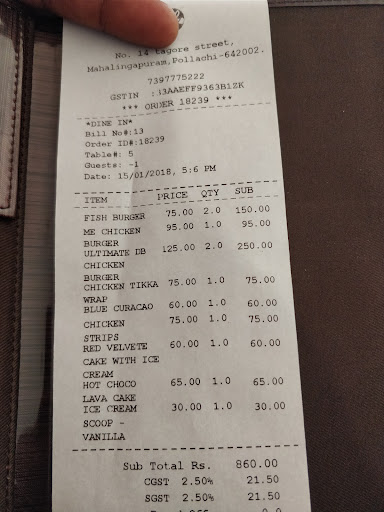 No. 14 Tagore street,
Mahalingapuram,Pollachi-642002.
7397775222
GSTIN :33AAEFF9363B1ZK
*** ORDER 18239 ***
*DINE IN*
Bill No#:13
Order ID#:18239
Table#: 5
Guests: -1
Date: 15/01/2018, 5:6 PM
ITEM PRICE QTY SUB
FISH BURGER 75.00 2.0 150.00
ME CHICKEN 95.00 1.0 95.00
BURGER
ULTIMATE DB 125.00 2.0 250.00
CHICKEN
BURGER
CHICKEN TIKKA 75.00 1.0 75.00
WRAP
BLUE CURACAO 60.00 1.0 60.00
CHICKEN 75.00 1.0 75.00
STRIPS
RED VELVETE 60.00 1.0 60.00
CAKE WITH ICE
CREAM
HOT CHOCO 65.00 1.0 65.00
LAVA CAKE
ICE CREAM 30.00 1.0 30.00
SCOOP -
VANILLA
Sub Total Rs. 860.00
CGST 2.50% 21.50
SGST 2.50% 21.50